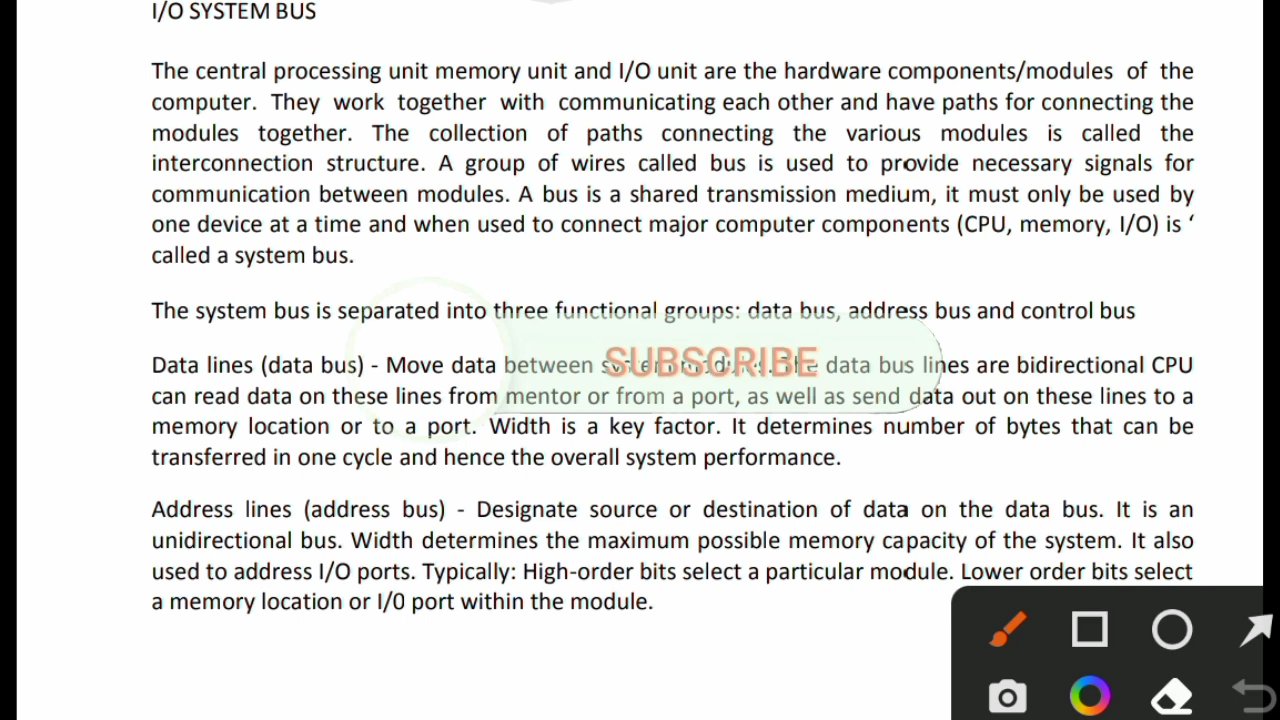 I/O SYSTEM BUS
The central processing unit memory unit and I/O unit are the hardware components/modules of the
computer. They work together with communicating each other and have paths for connecting the
modules together. The collection of paths connecting the various modules is called the
interconnection structure. A group of wires called bus is used to provide necessary signals for
communication between modules. A bus is a shared transmission medium, it must only be used by
one device at a time and when used to connect major computer components (CPU, memory, I/O) is ‘
called a system bus.
The system bus is separated into three functional groups: data bus, address bus and control bus
Data lines (data bus) - Move data between system modules. The data bus lines are bidirectional CPU
SUBSCRIBE
can read data on these lines from mentor or from a port, as well as send data out on these lines to a
memory location or to a port. Width is a key factor. It determines number of bytes that can be
transferred in one cycle and hence the overall system performance.
Address lines (address bus) - Designate source or destination of data on the data bus. It is an
unidirectional bus. Width determines the maximum possible memory capacity of the system. It also
used to address I/O ports. Typically: High-order bits select a particular module. Lower order bits select
a memory location or I/0 port within the module.